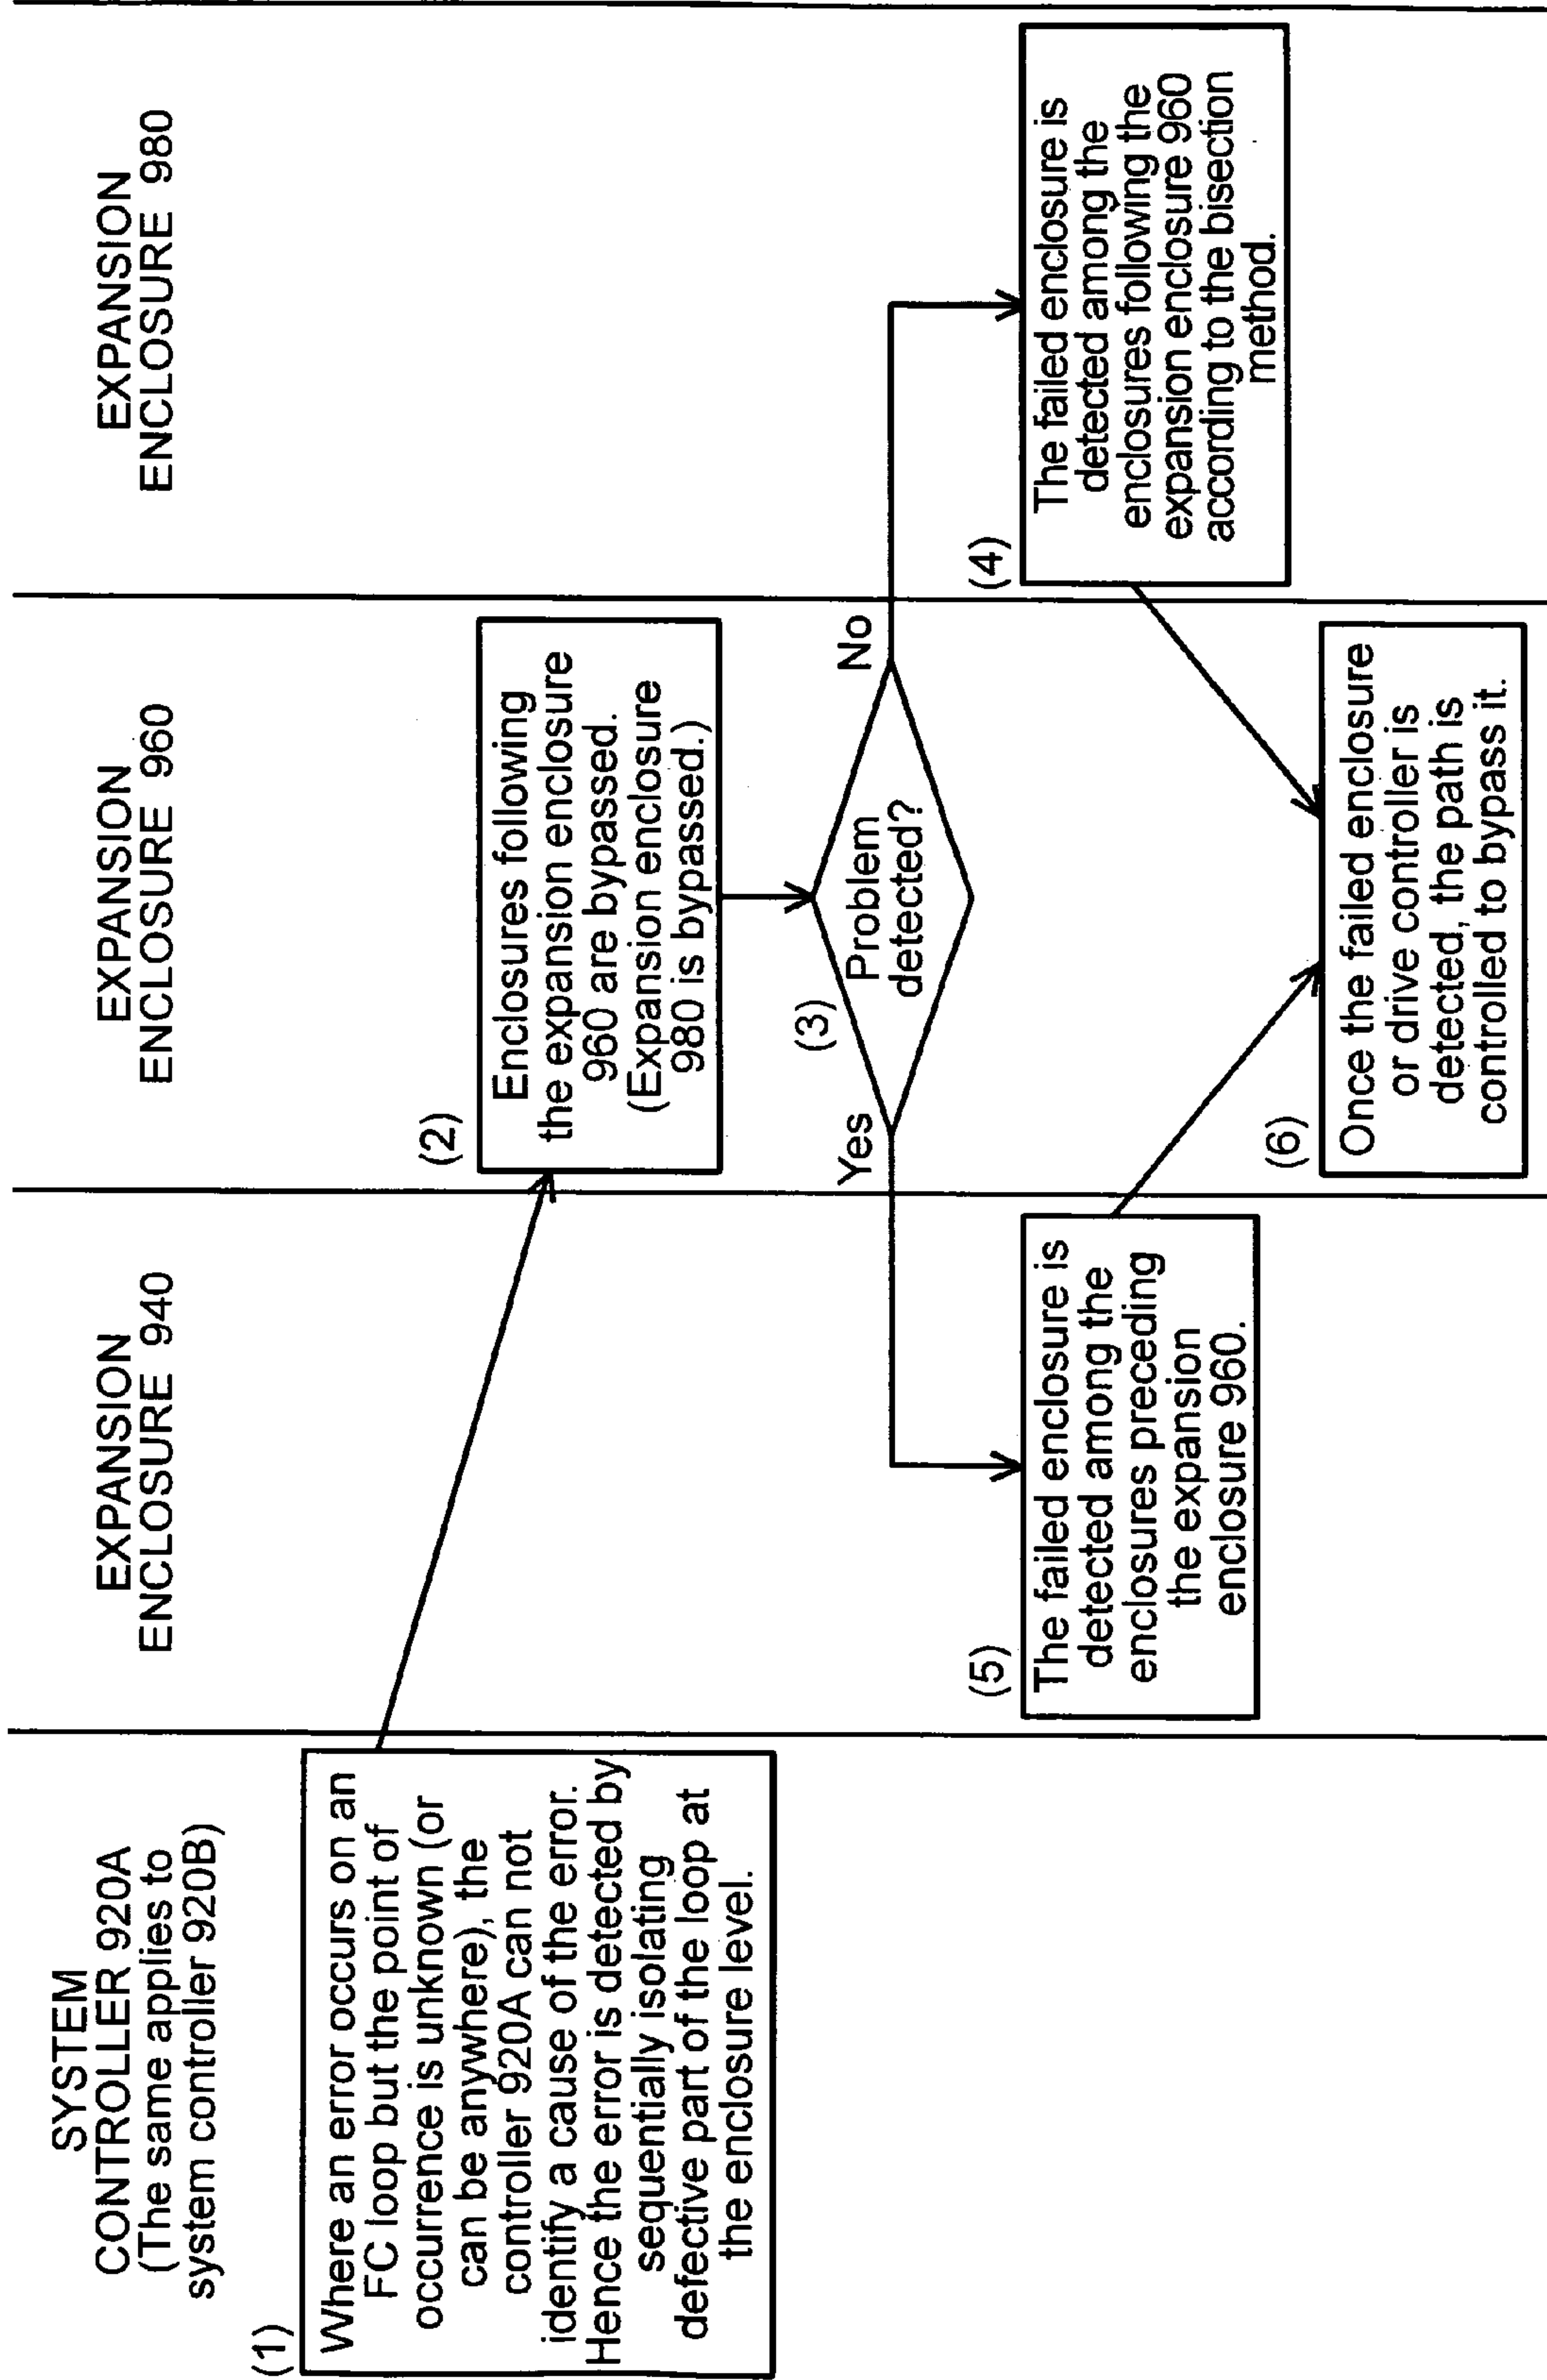 SYSTEM
CONTROLLER 920A
(The same applies to
system controller 920B)
EXPANSION
ENCLOSURE 940
EXPANSION
ENCLOSURE 960
EXPANSION
ENCLOSURE 980
(1)
Where an error occurs on an
FC loop but the point of
occurrence is unknown (or
can be anywhere), the
controller 920A can not
identify a cause of the error.
Hence the error is detected by
sequentially isolating
defective part of the loop at
the enclosure level.
(2)
Enclosures following
the expansion enclosure
960 are bypassed.
(Expansion enclosure
980 is bypassed.)
(3)
Problem
detected?
Yes
No
(4)
The failed enclosure is
detected among the
enclosures following the
expansion enclosure 960
according to the bisection
method.
(5)
The failed enclosure is
detected among the
enclosures preceding
the expansion
enclosure 960.
(6)
Once the failed enclosure
or drive controller is
detected, the path is
controlled to bypass it.